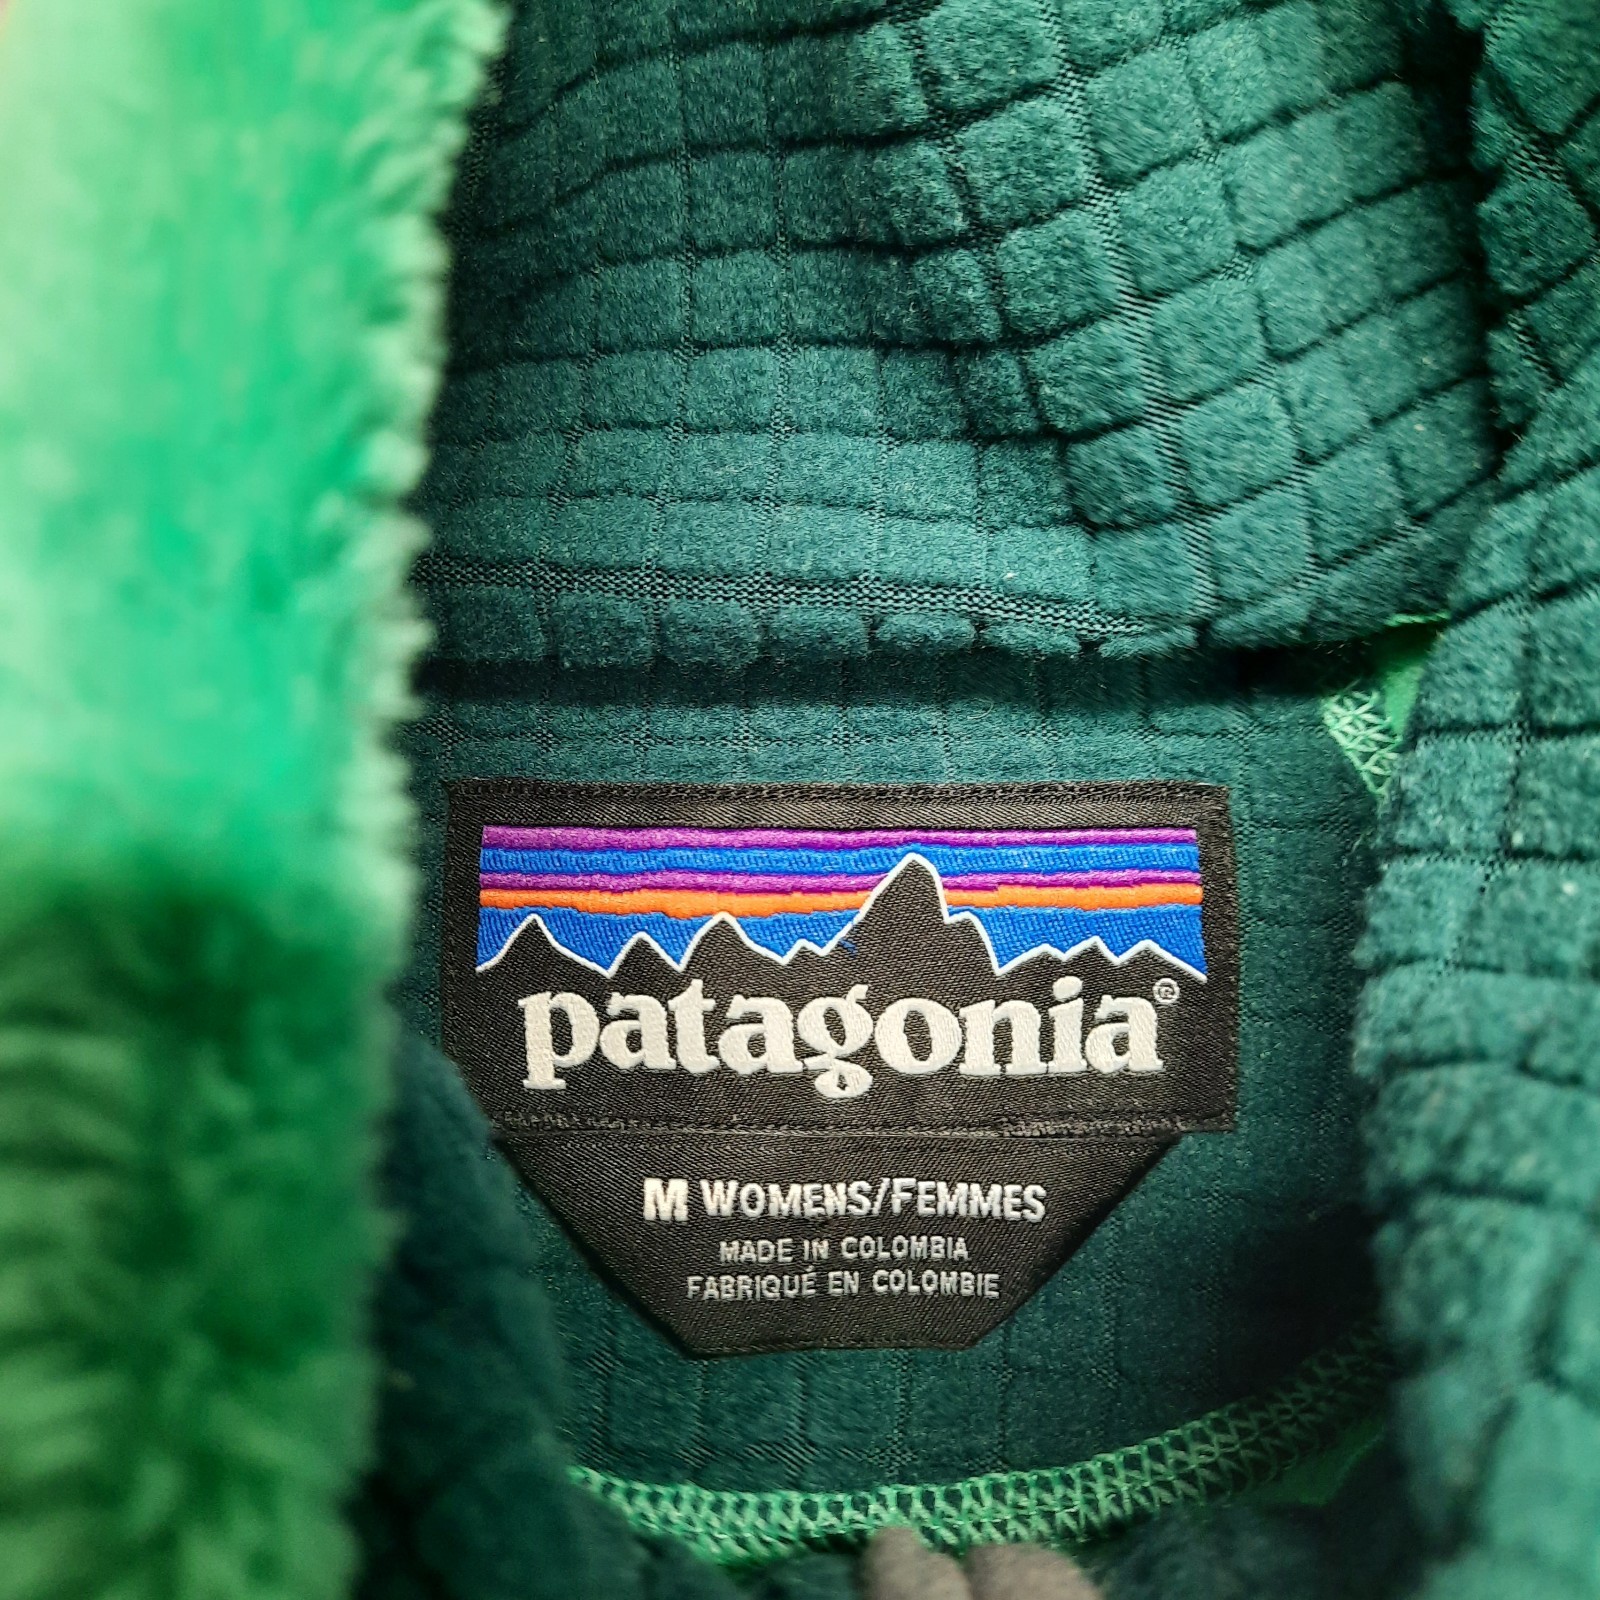 patagonia®
M WOMENS/FEMMES
MADE IN COLOMBIA
FABRIQUÉ EN COLOMBIE